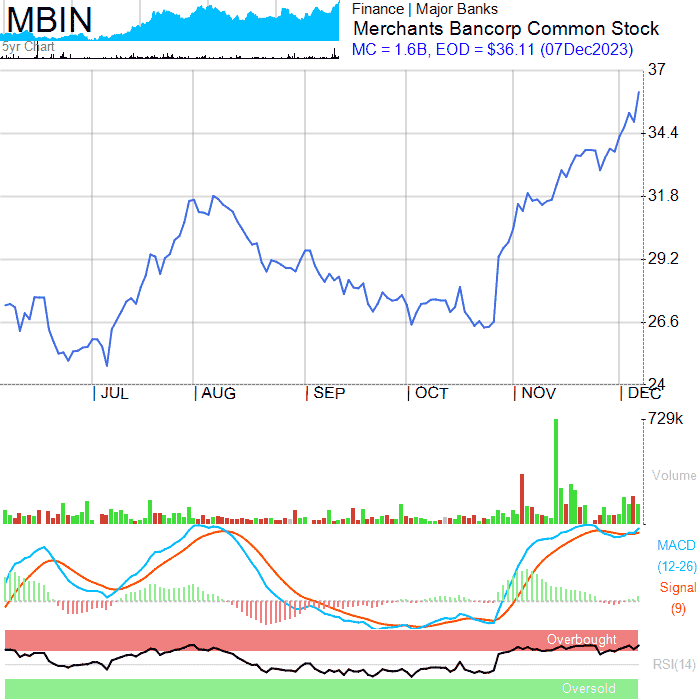 MBIN
5yr Chart
Finance | Major Banks
Merchants Bancorp Common Stock
MC = 1.6B, EOD = $36.11 (07Dec2023)
37
34.4
31.8
29.2
26.6
24
| JUL | AUG | SEP | OCT | NOV | DEC
729k
Volume
MACD
(12-26)
Signal
(9)
Overbought
RSI(14)
Oversold